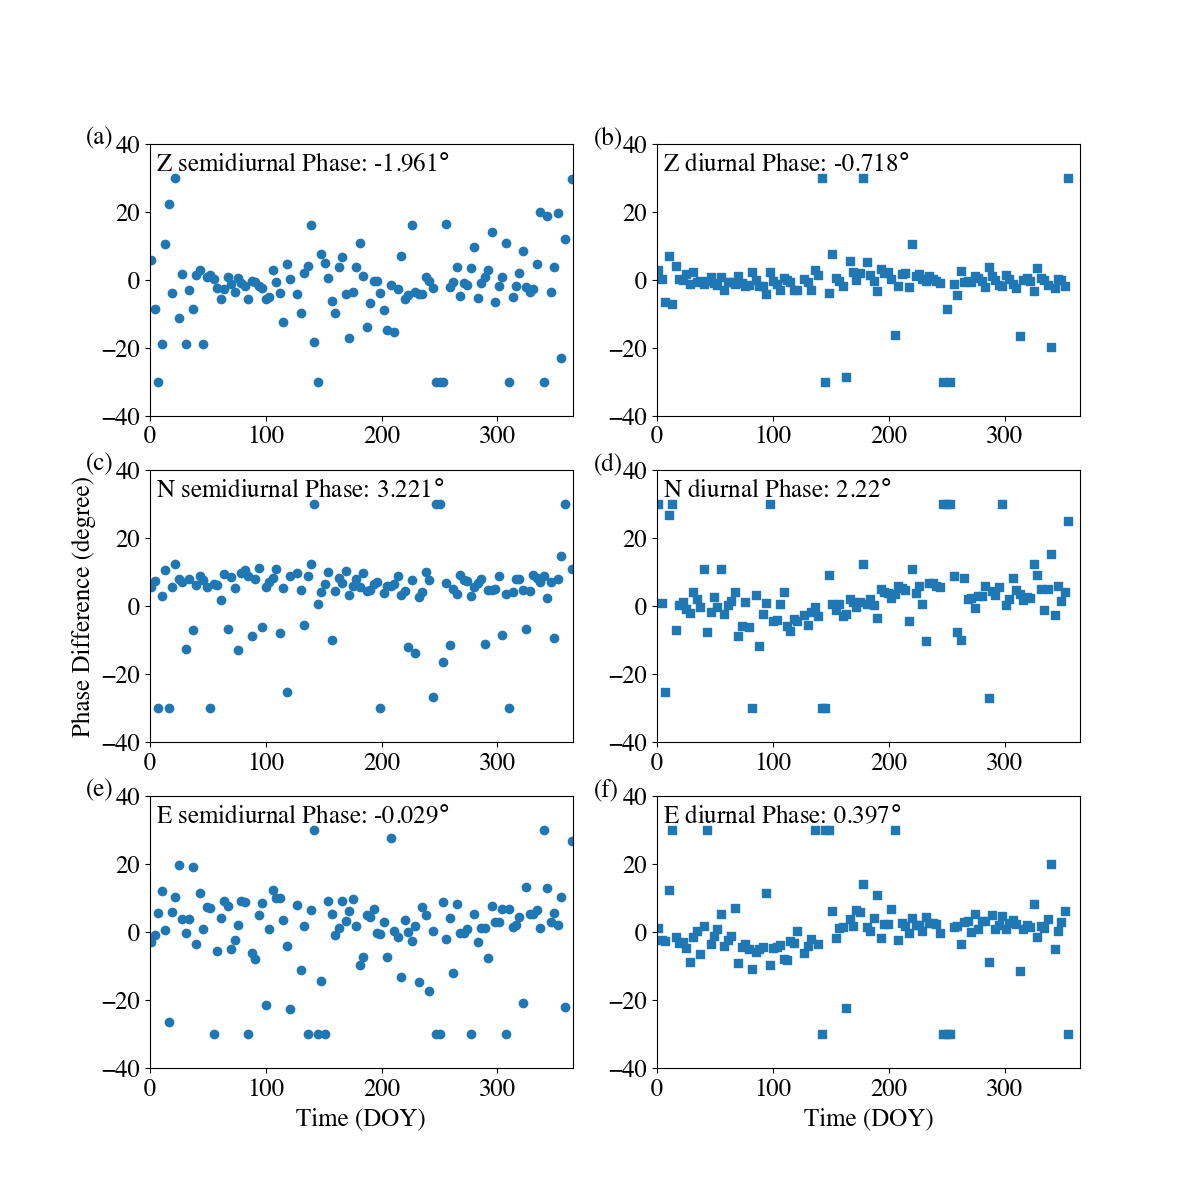 (a)
Z semidiurnal Phase: -1.961°
40
20
0
−20
−40
0 100 200 300
(b)
Z diurnal Phase: -0.718°
40
20
0
−20
−40
0 100 200 300
Phase Difference (degree)
(c)
N semidiurnal Phase: 3.221°
40
20
0
−20
−40
0 100 200 300
(d)
N diurnal Phase: 2.22°
40
20
0
−20
−40
0 100 200 300
(e)
E semidiurnal Phase: -0.029°
40
20
0
−20
−40
0 100 200 300
Time (DOY)
(f)
E diurnal Phase: 0.397°
40
20
0
−20
−40
0 100 200 300
Time (DOY)